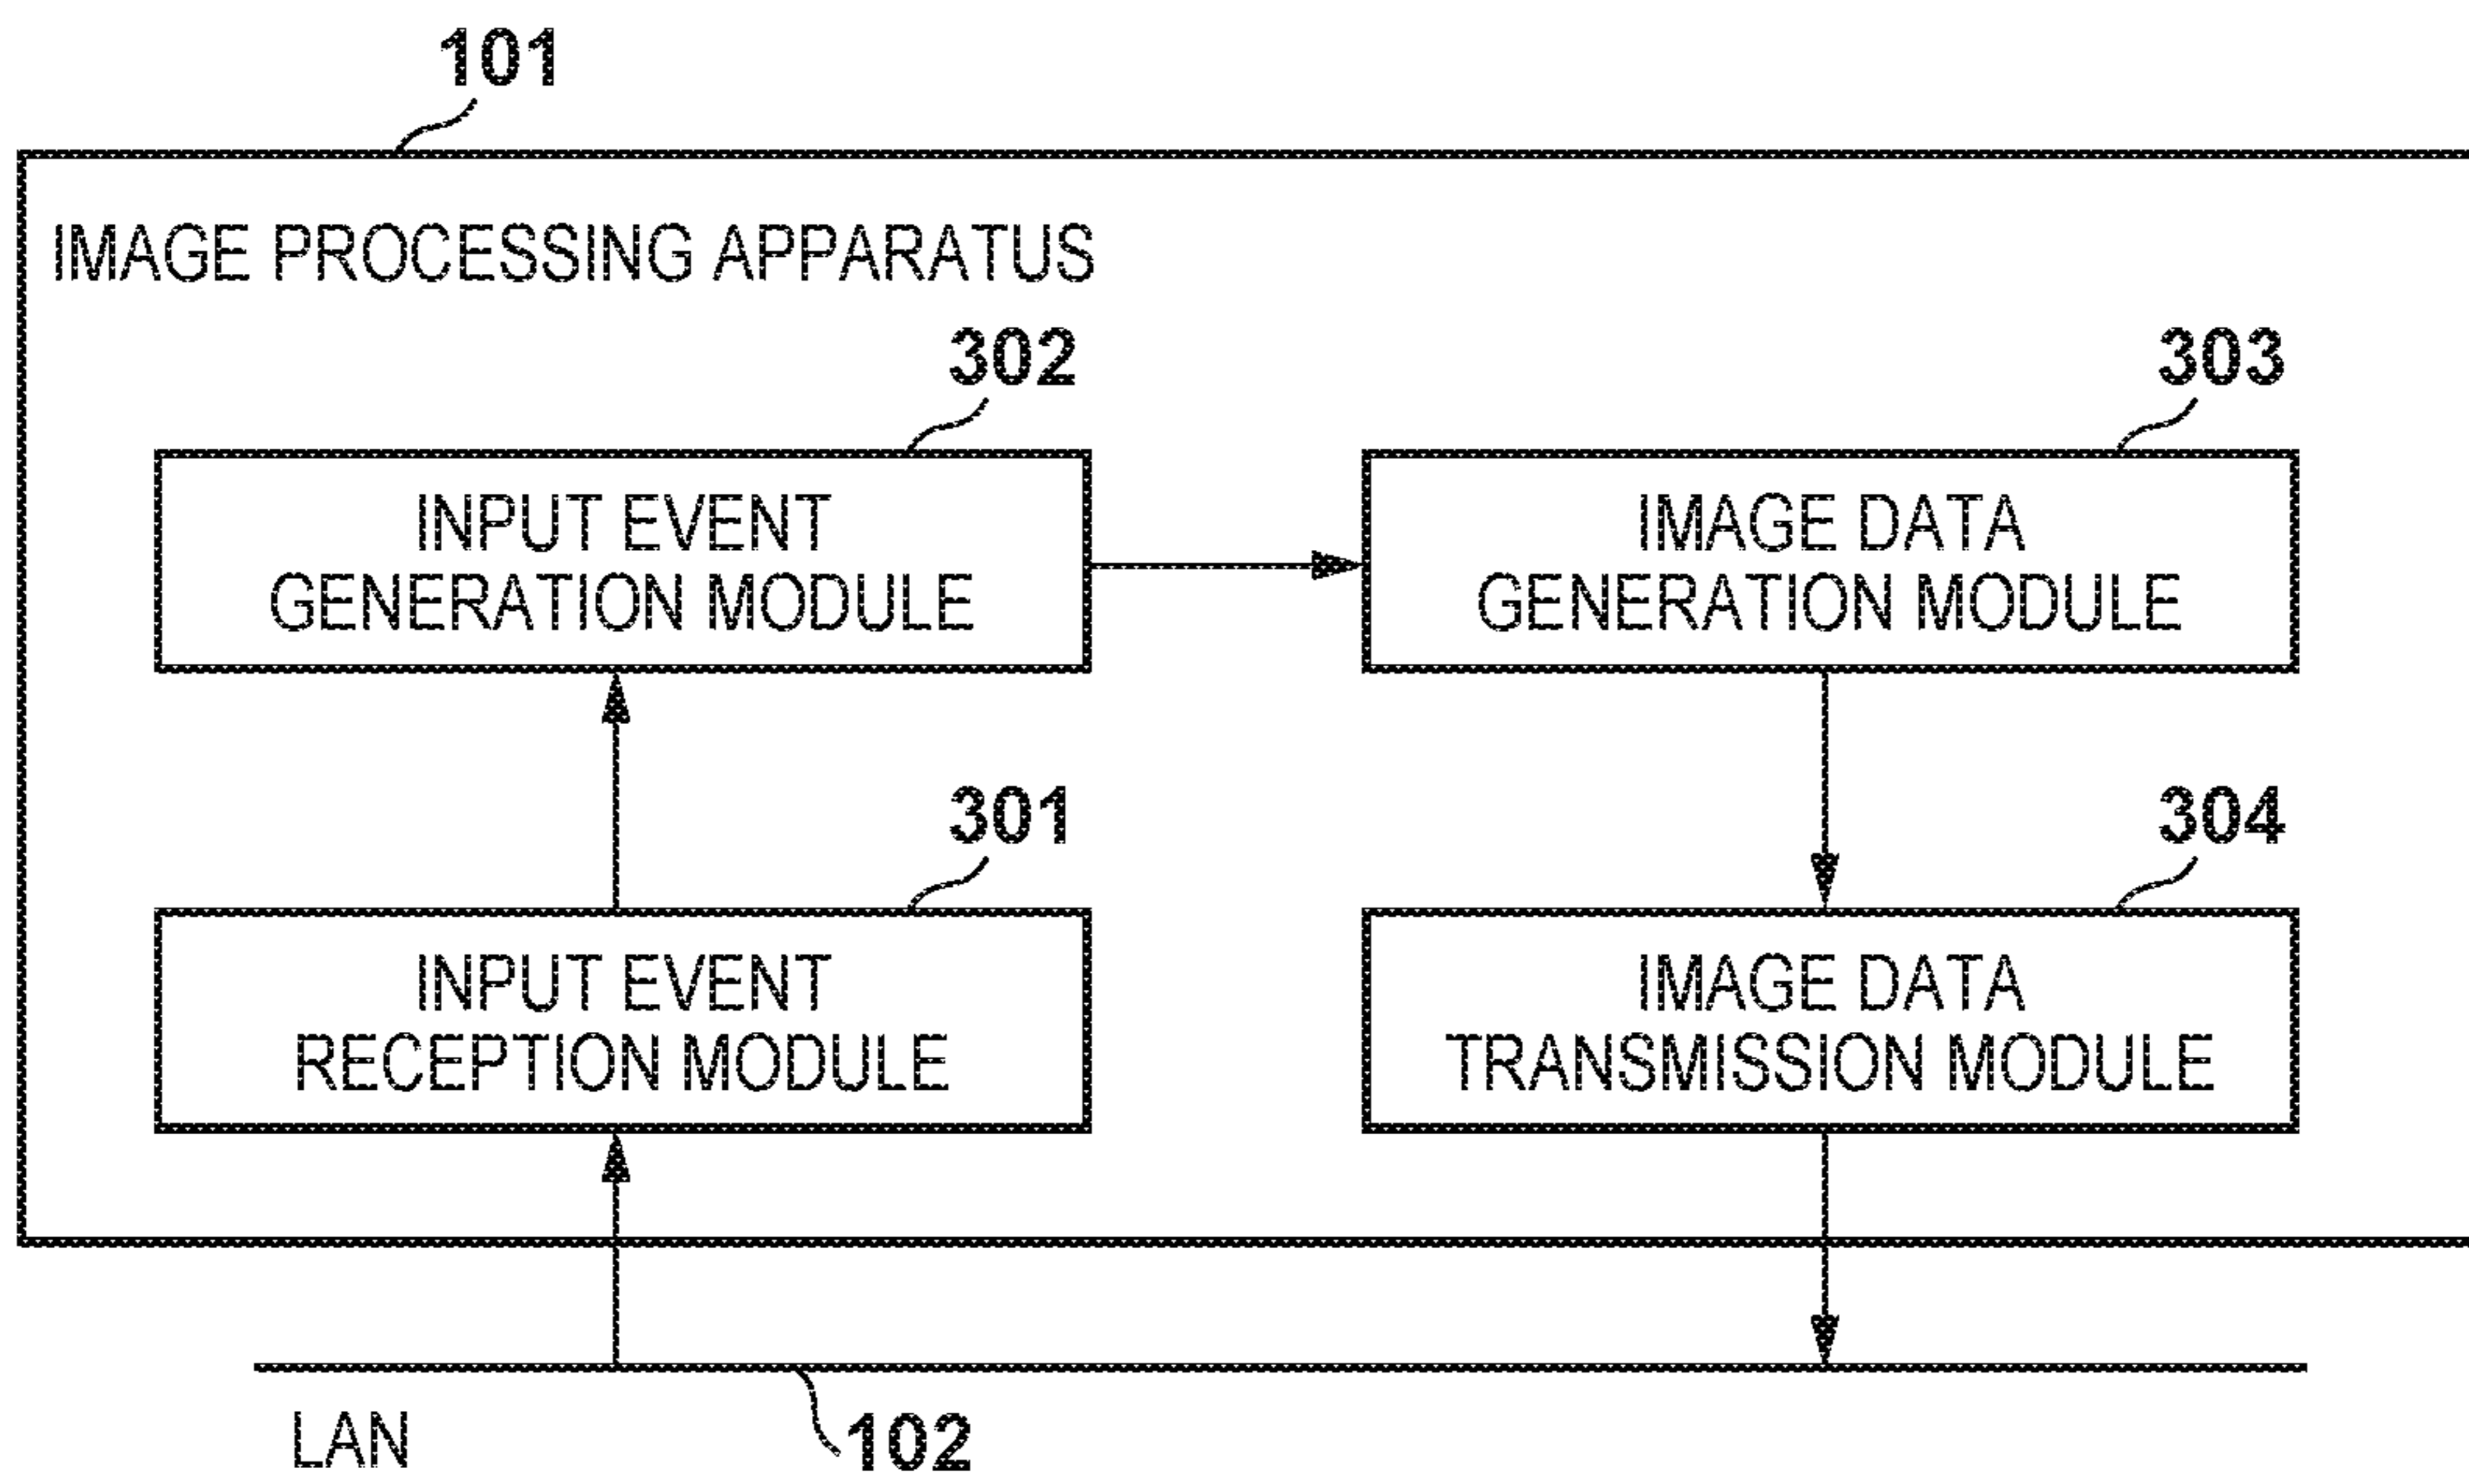 101
IMAGE PROCESSING APPARATUS
302
303
INPUT EVENT
GENERATION MODULE
IMAGE DATA
GENERATION MODULE
301
304
INPUT EVENT
RECEPTION MODULE
IMAGE DATA
TRANSMISSION MODULE
LAN
102